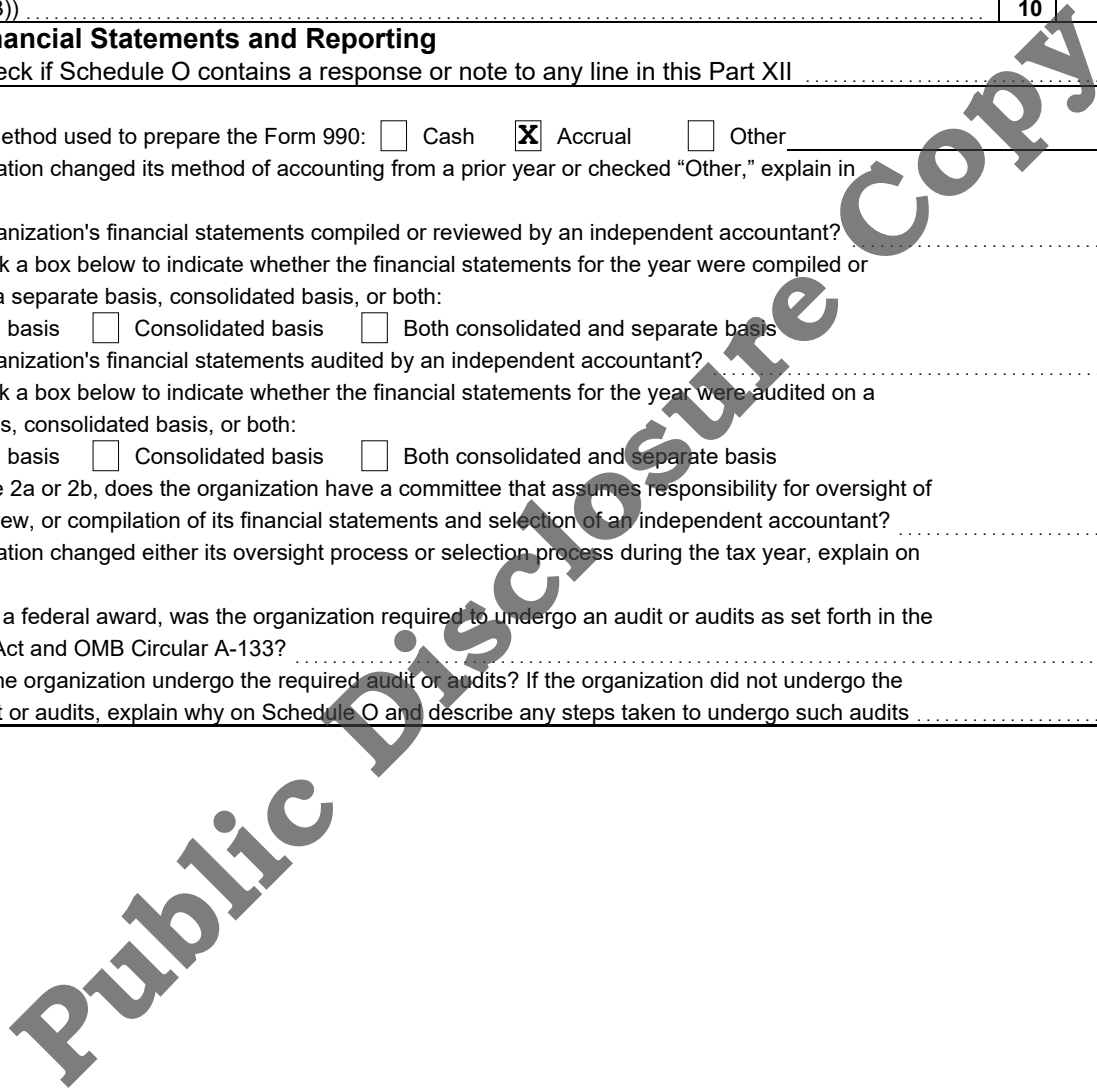 )) 10
nancial Statements and Reporting
eck if Schedule O contains a response or note to any line in this Part XII
ethod used to prepare the Form 990: Cash X Accrual Other
ation changed its method of accounting from a prior year or checked “Other,” explain in
anization's financial statements compiled or reviewed by an independent accountant?
k a box below to indicate whether the financial statements for the year were compiled or
a separate basis, consolidated basis, or both:
basis Consolidated basis Both consolidated and separate basis
anization's financial statements audited by an independent accountant?
k a box below to indicate whether the financial statements for the year were audited on a
s, consolidated basis, or both:
basis Consolidated basis Both consolidated and separate basis
e 2a or 2b, does the organization have a committee that assumes responsibility for oversight of
ew, or compilation of its financial statements and selection of an independent accountant?
ation changed either its oversight process or selection process during the tax year, explain on
a federal award, was the organization required to undergo an audit or audits as set forth in the
Act and OMB Circular A-133?
he organization undergo the required audit or audits? If the organization did not undergo the
t or audits, explain why on Schedule O and describe any steps taken to undergo such audits
Public Disclosure Copy